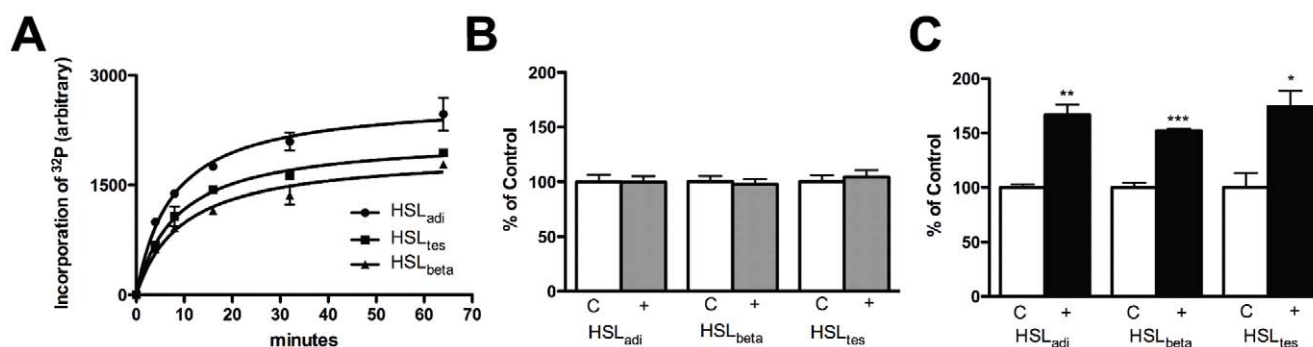 A
Incorporation of ³²P (arbitrary)
3000
1500
0
0 10 20 30 40 50 60 70
minutes
HSLadi
HSLtes
HSLbeta
B
% of Control
200
150
100
50
0
C + C + C +
HSLadi HSLbeta HSLtes
C
% of Control
200
150
100
50
0
** *** *
C + C + C +
HSLadi HSLbeta HSLtes